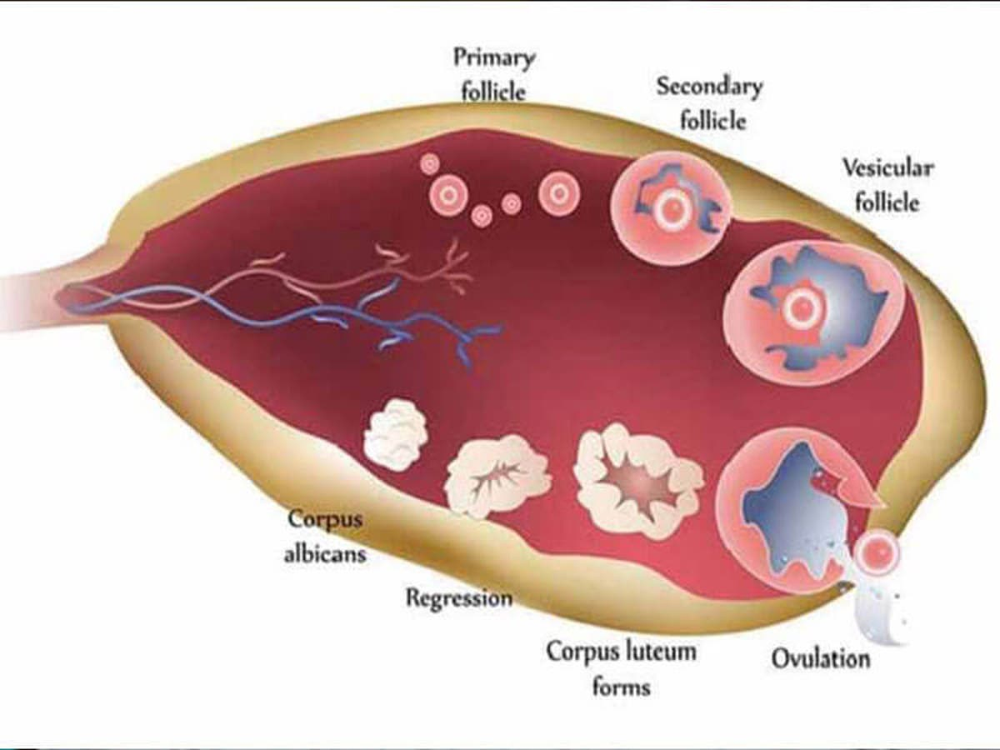 Primary
follicle
Secondary
follicle
Vesicular
follicle
Corpus
albicans
Regression
Corpus luteum
forms
Ovulation